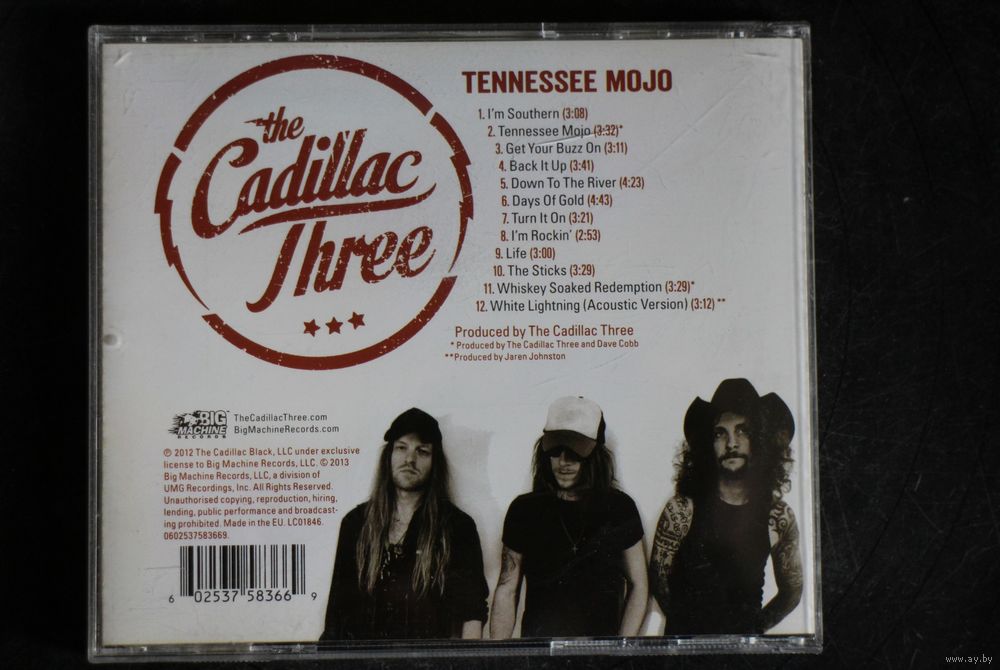 the
Cadillac
Three
TENNESSEE MOJO
1. I'm Southern (3:08)
2. Tennessee Mojo (3:32)*
3. Get Your Buzz On (3:11)
4. Back It Up (3:41)
5. Down To The River (4:23)
6. Days Of Gold (4:43)
7. Turn It On (3:21)
8. I'm Rockin' (2:53)
9. Life (3:00)
10. The Sticks (3:29)
11. Whiskey Soaked Redemption (3:29)*
12. White Lightning (Acoustic Version) (3:12) **
Produced by The Cadillac Three
* Produced by The Cadillac Three and Dave Cobb
**Produced by Jaren Johnston
BIG
MACHINE
RECORDS
TheCadillacThree.com
BigMachineRecords.com
℗ 2012 The Cadillac Black, LLC under exclusive
license to Big Machine Records, LLC. © 2013
Big Machine Records, LLC, a division of
UMG Recordings, Inc. All Rights Reserved.
Unauthorised copying, reproduction, hiring,
lending, public performance and broadcast-
ing prohibited. Made in the EU. LC01846.
0602537583669.
6 02537 58366 9
www.ay.by